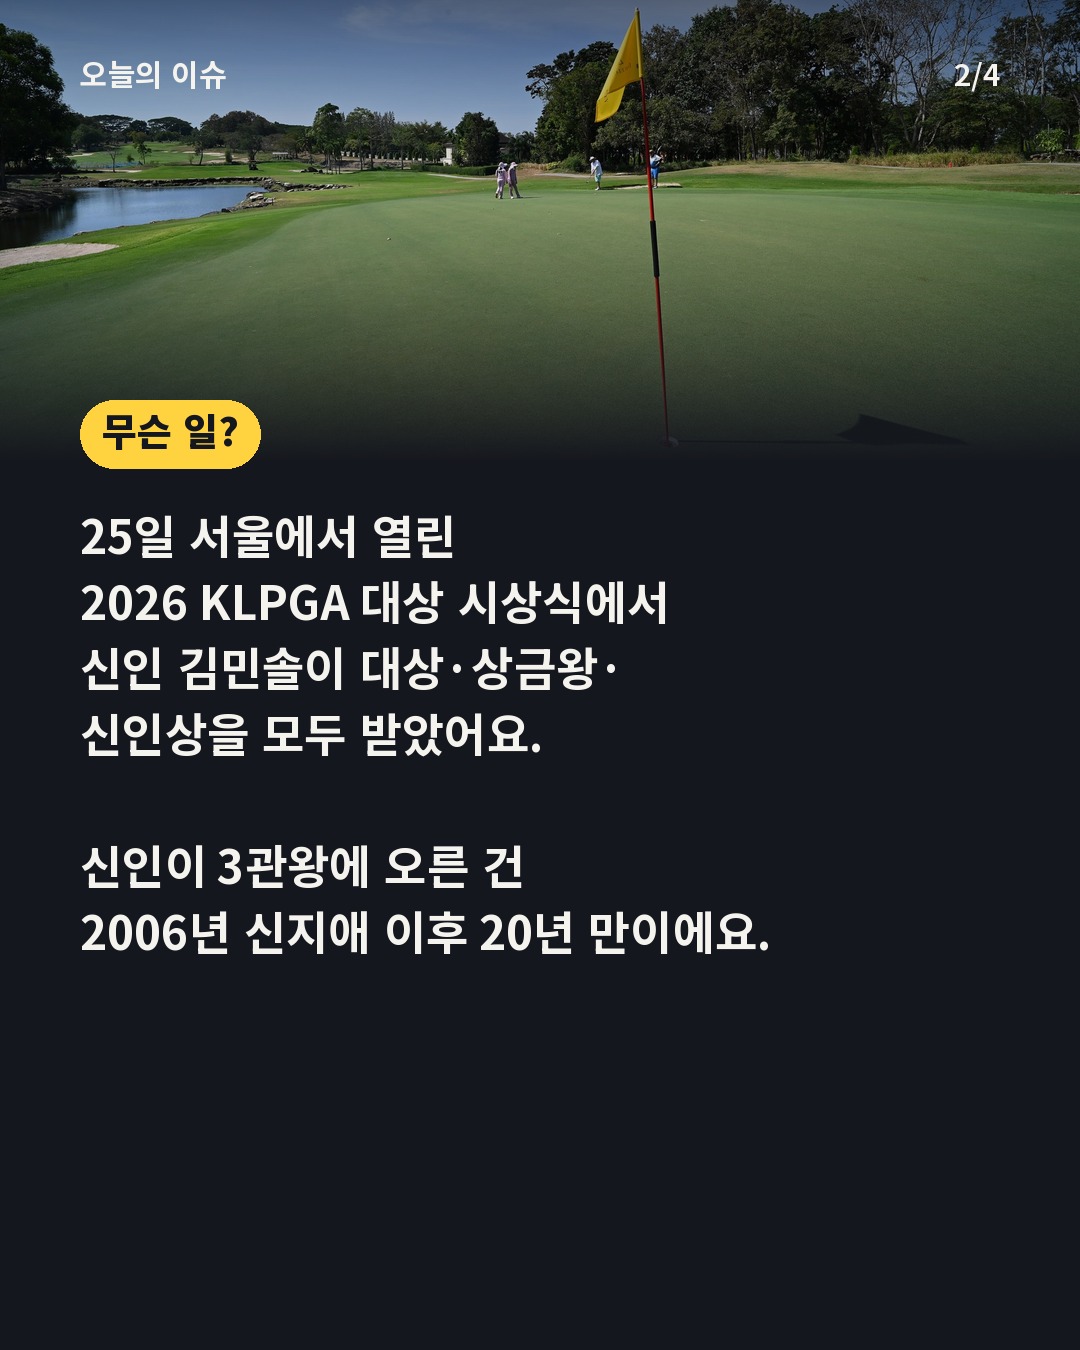 오늘의 이슈
2/4
무슨 일?
25일 서울에서 열린
2026 KLPGA 대상 시상식에서
신인 김민솔이 대상·상금왕·
신인상을 모두 받았어요.
신인이 3관왕에 오른 건
2006년 신지애 이후 20년 만이에요.